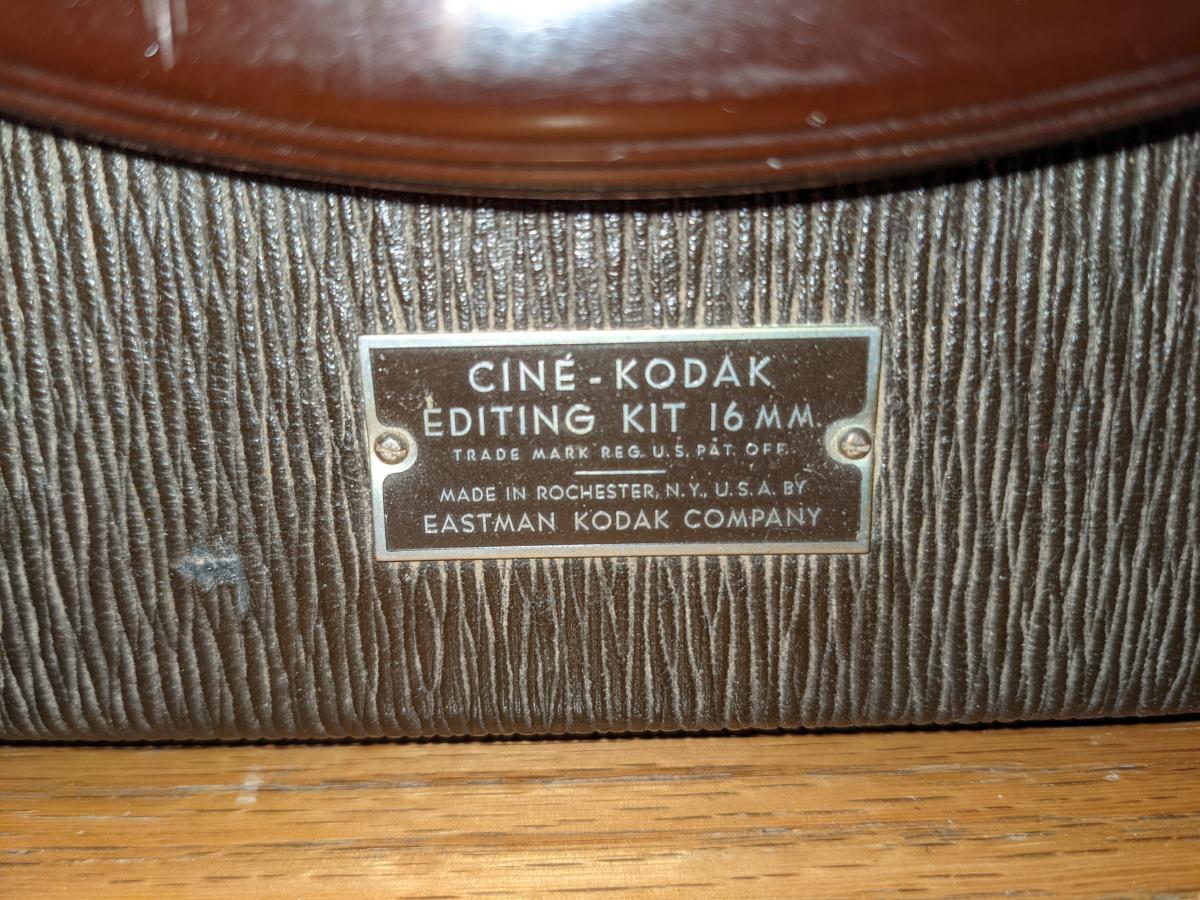 CINÉ-KODAK
EDITING KIT 16 MM.
TRADE MARK REG. U.S. PAT. OFF.
MADE IN ROCHESTER, N.Y., U.S.A. BY
EASTMAN KODAK COMPANY